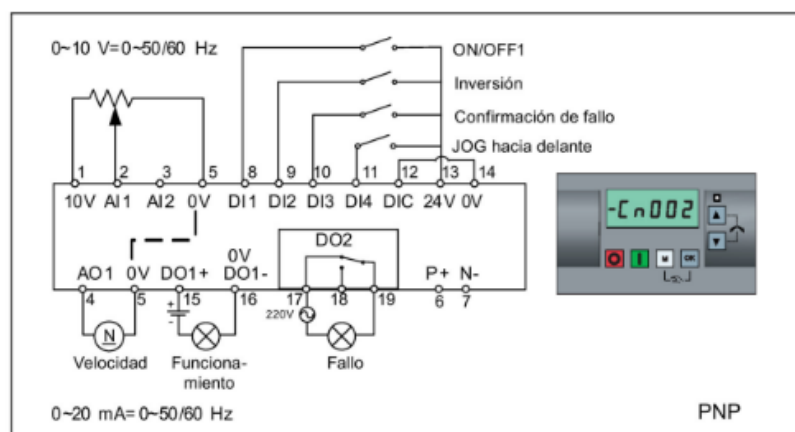 0~10 V=0~50/60 Hz
ON/OFF1
Inversión
Confirmación de fallo
JOG hacia delante
1 2 3 5 8 9 10 11 12 13 14
10V AI1 AI2 0V DI1 DI2 DI3 DI4 DIC 24V 0V
-Cn002
M OK
DO2
AO1 0V DO1+ 0V DO1- P+ N-
4 5 15 16 17 18 19 6 7
220V
N
+
-
Velocidad
Funciona-
miento
Fallo
0~20 mA=0~50/60 Hz
PNP